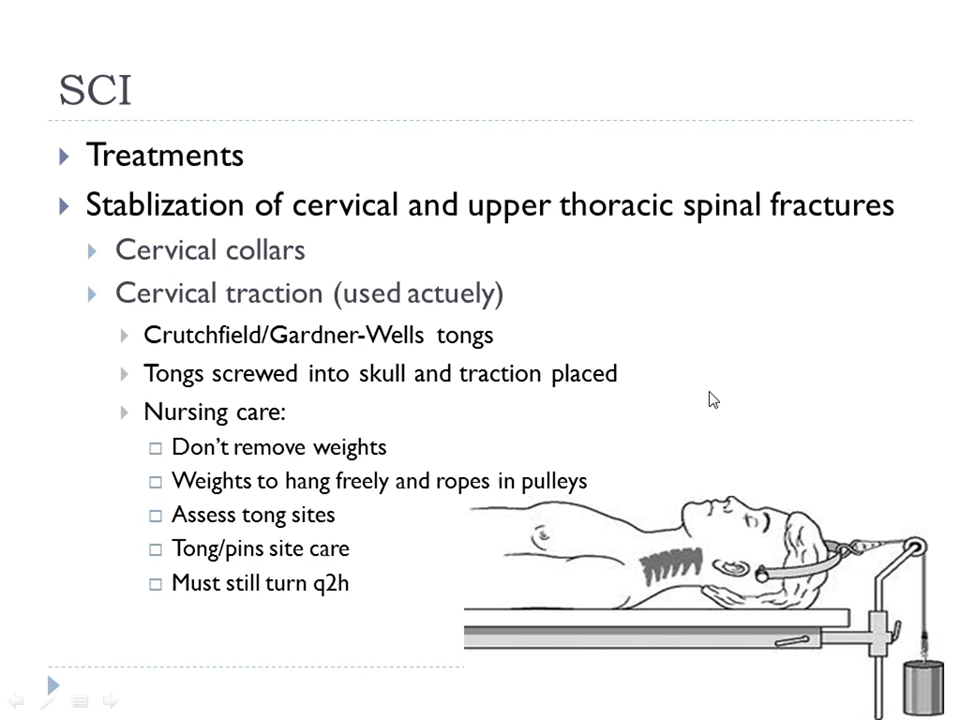 SCI
Treatments
Stablization of cervical and upper thoracic spinal fractures
Cervical collars
Cervical traction (used actuely)
Crutchfield/Gardner-Wells tongs
Tongs screwed into skull and traction placed
Nursing care:
Don't remove weights
Weights to hang freely and ropes in pulleys
Assess tong sites
Tong/pins site care
Must still turn q2h